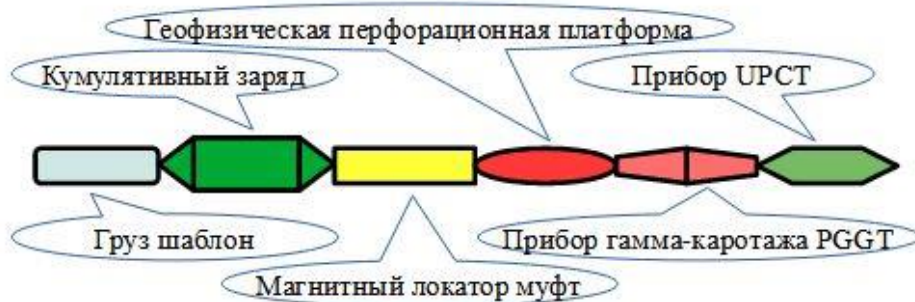 Геофизическая перфорационная платформа
Кумулятивный заряд
Прибор UPCT
Груз шаблон
Прибор гамма-каротажа PGGT
Магнитный локатор муфт